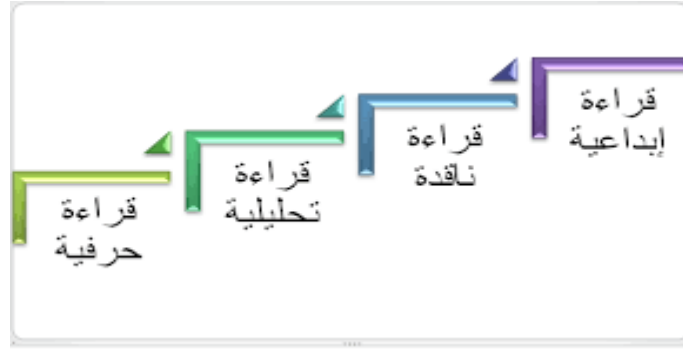 قراءة
إبداعية
قراءة
ناقدة
قراءة
تحليلية
قراءة
حرفية